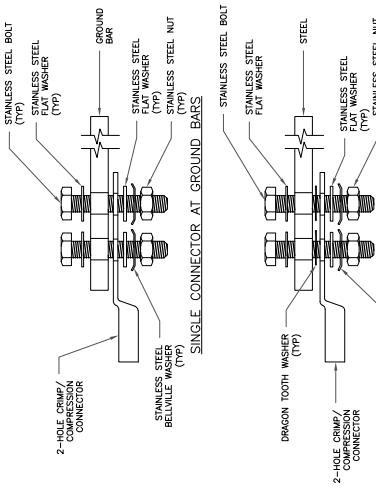 STAINLESS STEEL BOLT
(TYP)
STAINLESS STEEL
FLAT WASHER
(TYP)
GROUND
BAR
2-HOLE CRIMP/
COMPRESSION
CONNECTOR
STAINLESS STEEL
FLAT WASHER
(TYP)
STAINLESS STEEL NUT
(TYP)
STAINLESS STEEL
BELLVILLE WASHER
(TYP)
SINGLE CONNECTOR AT GROUND BARS
STAINLESS STEEL BOLT
STAINLESS STEEL
FLAT WASHER
STEEL
DRAGON TOOTH WASHER
(TYP)
2-HOLE CRIMP/
COMPRESSION
CONNECTOR
STAINLESS STEEL
FLAT WASHER
(TYP)
STAINLESS STEEL NUT